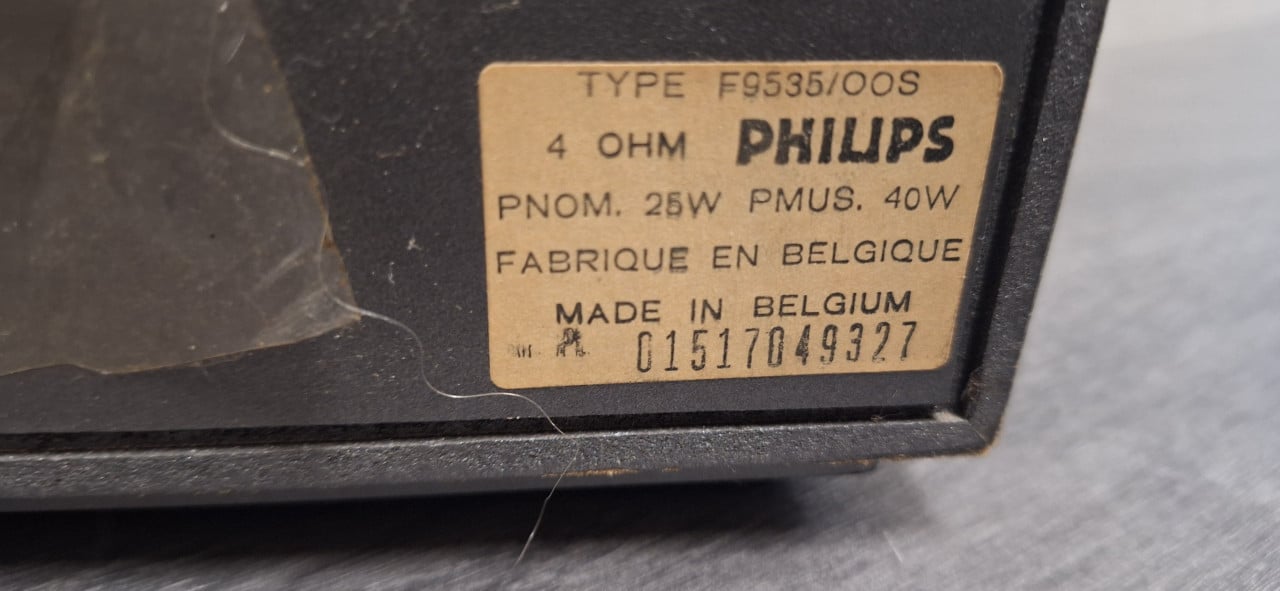 TYPE F9535/00S
4 OHM PHILIPS
PNOM. 25W PMUS. 40W
FABRIQUE EN BELGIQUE
MADE IN BELGIUM
01517049327